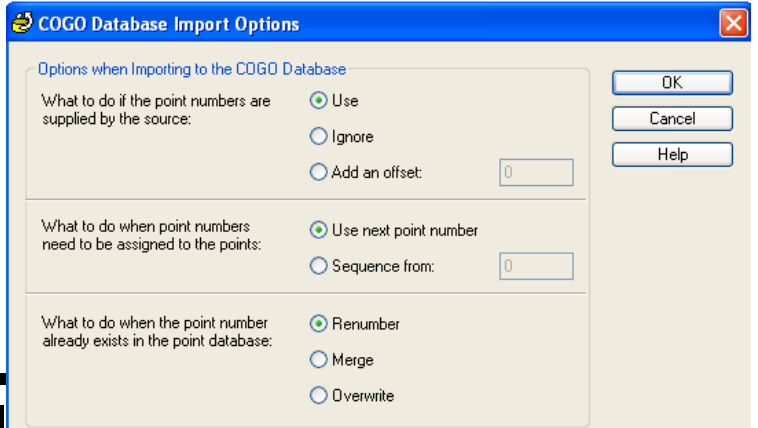 COGO Database Import Options
Options when Importing to the COGO Database
What to do if the point numbers are
supplied by the source:
Use
Ignore
Add an offset:
0
What to do when point numbers
need to be assigned to the points:
Use next point number
Sequence from:
0
What to do when the point number
already exists in the point database:
Renumber
Merge
Overwrite
OK
Cancel
Help